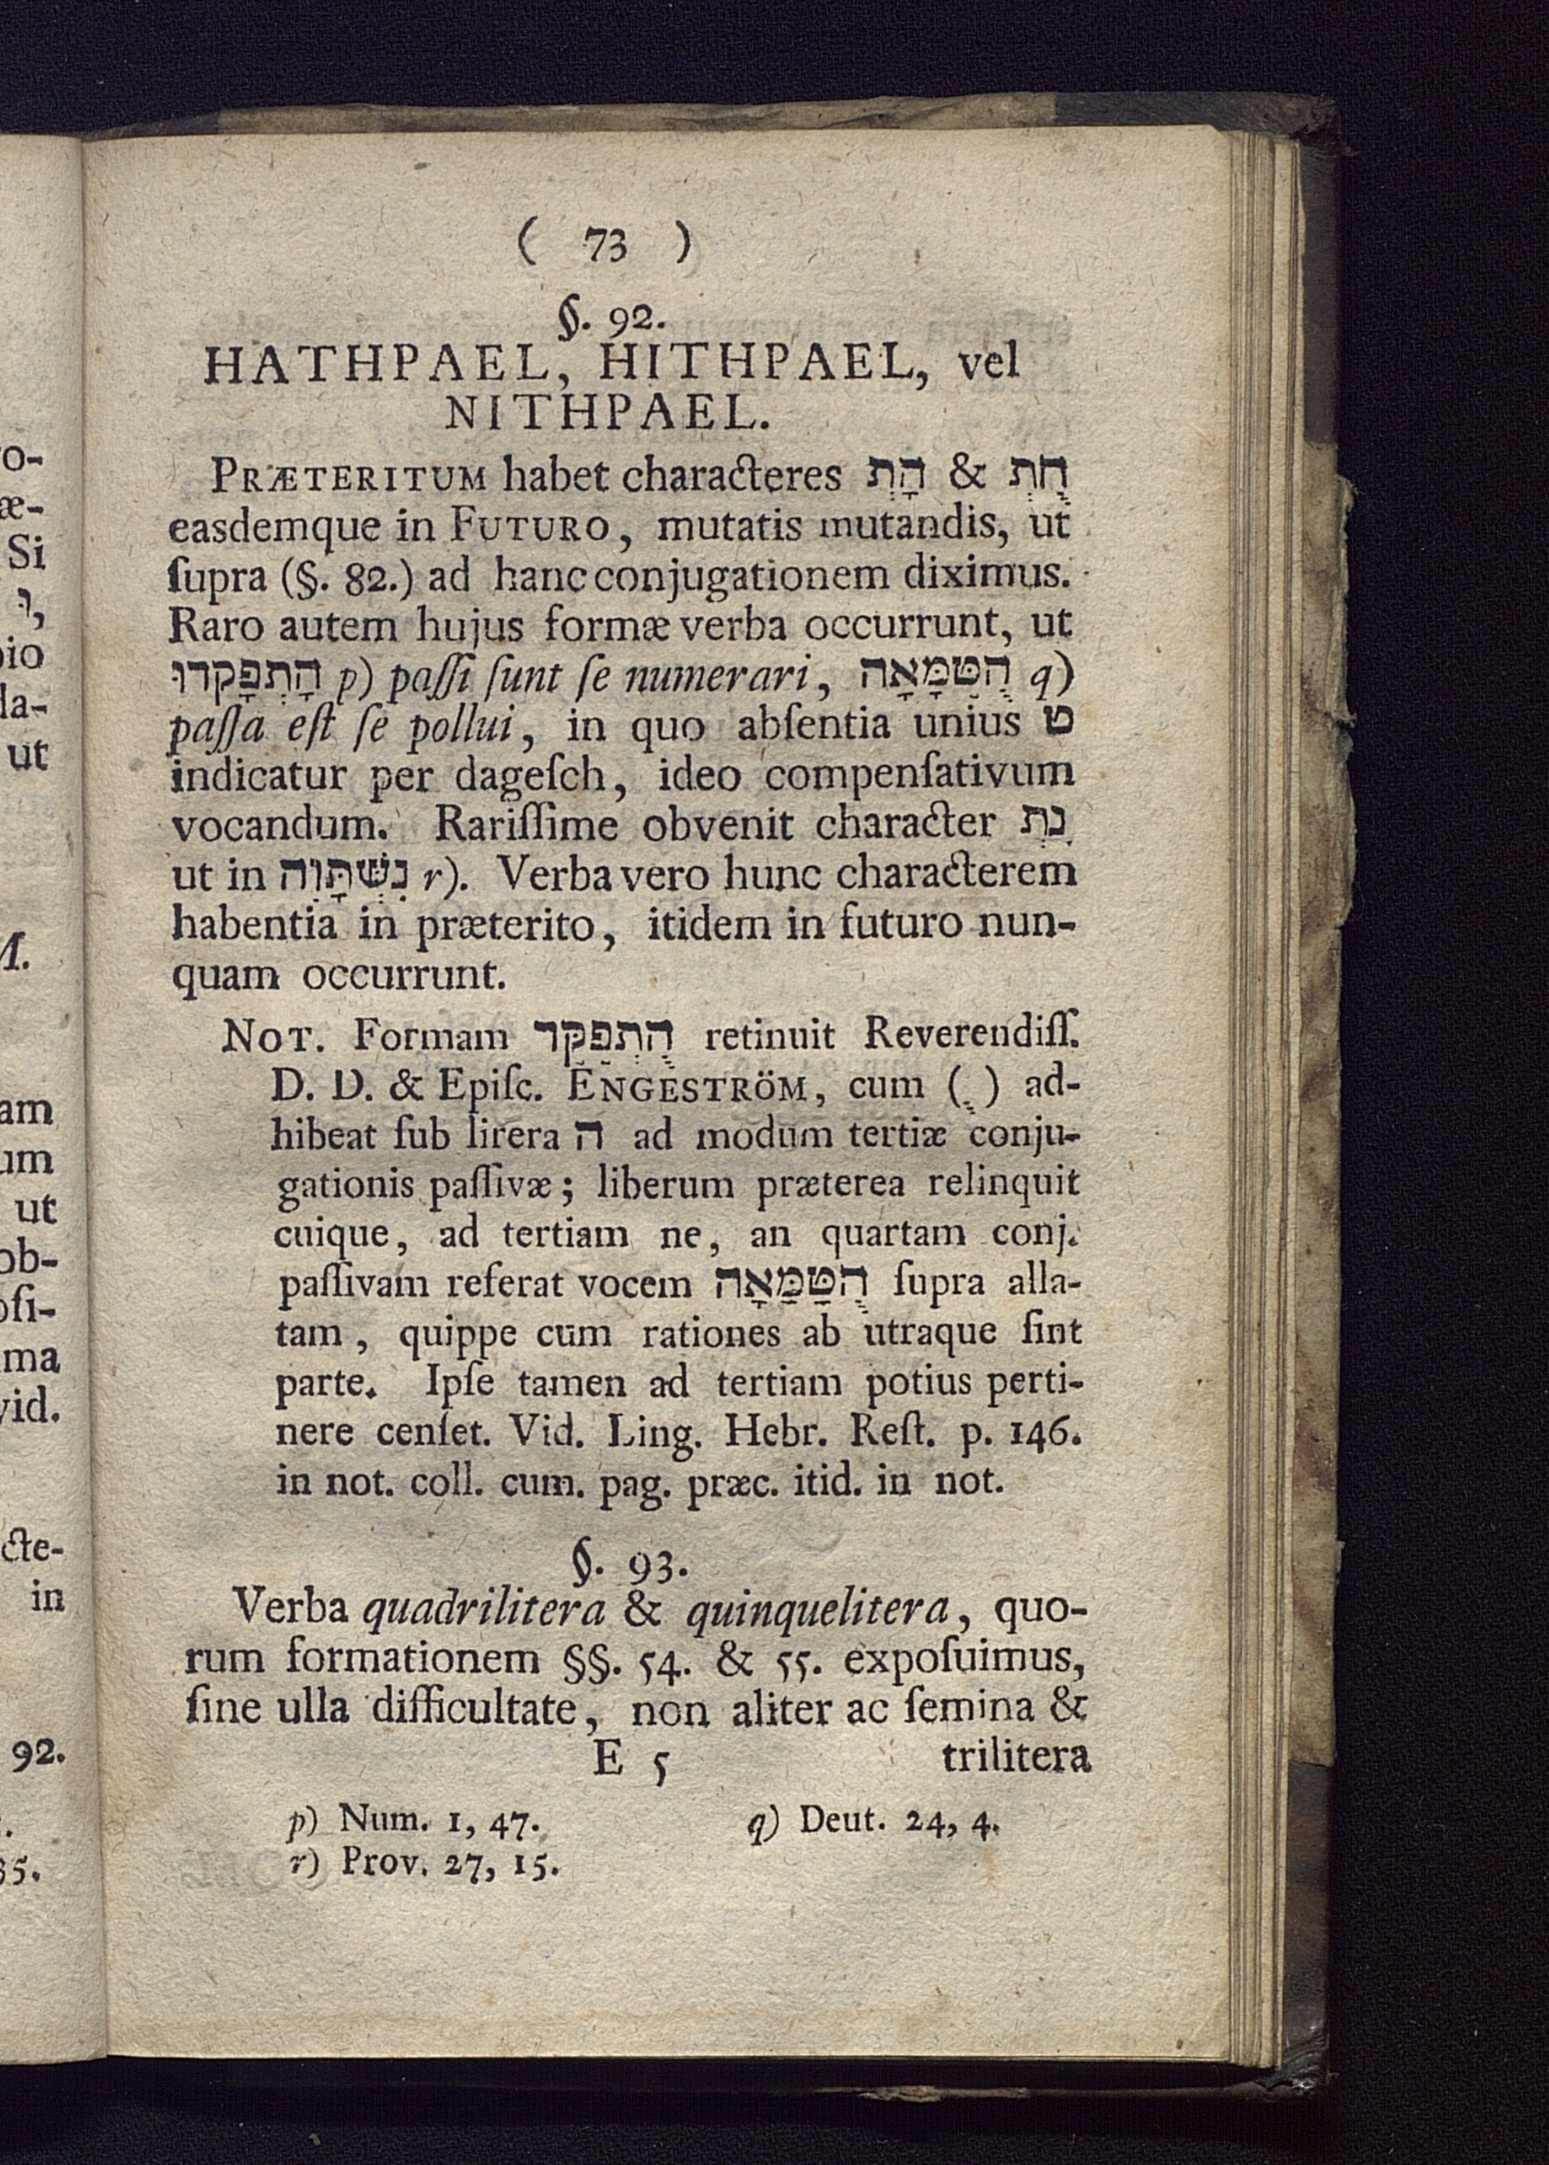 ( 73 )
§. 92.
HATHPAEL, HITHPAEL, vel
NITHPAEL.
PRÆTERITUM habet characteres הָתְ & הֻתְ
easdemque in FUTURO, mutatis mutandis, ut
ſupra (§. 82.) ad hanc conjugationem diximus.
Raro autem hujus formæ verba occurrunt, ut
הָתְפָּקְדוּ p) paſſi ſunt ſe numerari, הֻטַּמָּאָה q)
paſſa eſt ſe pollui, in quo abſentia unius ט
indicatur per dageſch, ideo compenſativum
vocandum. Rariſſime obvenit character נִתְ
ut in נִשְׁתָּוִה r). Verba vero hunc characterem
habentia in præterito, itidem in futuro nun-
quam occurrunt.
NOT. Formam הֻתְפַּקֵּד retinuit Reverendiſſ.
D. D. & Epiſc. ENGESTRÖM, cum ( ֻ ) ad-
hibeat ſub lirera ה ad modum tertiæ conju-
gationis paſſivæ; liberum præterea relinquit
cuique, ad tertiam ne, an quartam conj.
paſſivam referat vocem הֻטַּמַּאָה ſupra alla-
tam, quippe cum rationes ab utraque ſint
parte. Ipſe tamen ad tertiam potius perti-
nere cenſet. Vid. Ling. Hebr. Reſt. p. 146.
in not. coll. cum. pag. præc. itid. in not.
§. 93.
Verba quadrilitera & quinquelitera, quo-
rum formationem §§. 54. & 55. expoſuimus,
ſine ulla difficultate, non aliter ac ſemina &
E 5 trilitera
p) Num. 1, 47. q) Deut. 24, 4.
r) Prov. 27, 15.